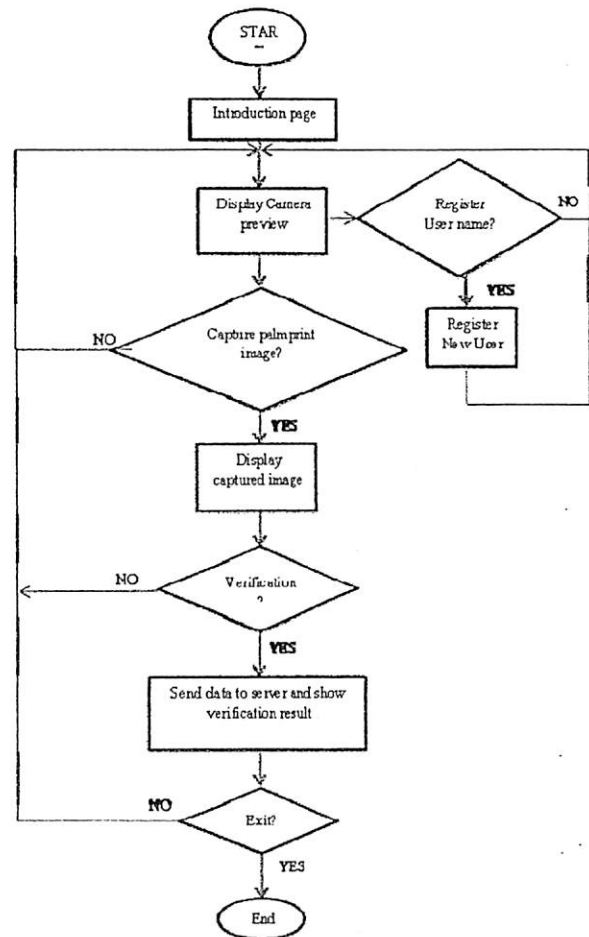 STAR
Introduction page
Display Camera
preview
Register
User name?
NO
YES
Register
New User
Capture palmprint
image?
NO
YES
Display
captured image
Verification
?
NO
YES
Send data to server and show
verification result
Exit?
NO
YES
End